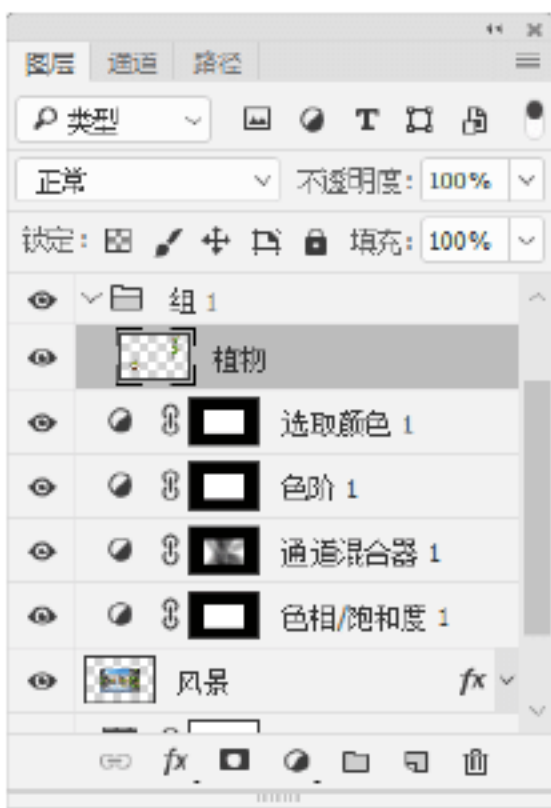 图层 通道 路径
类型 T
正常 不透明度: 100%
锁定: 填充: 100%
组 1
植物
选取颜色 1
色阶 1
通道混合器 1
色相/饱和度 1
风景 fx
fx